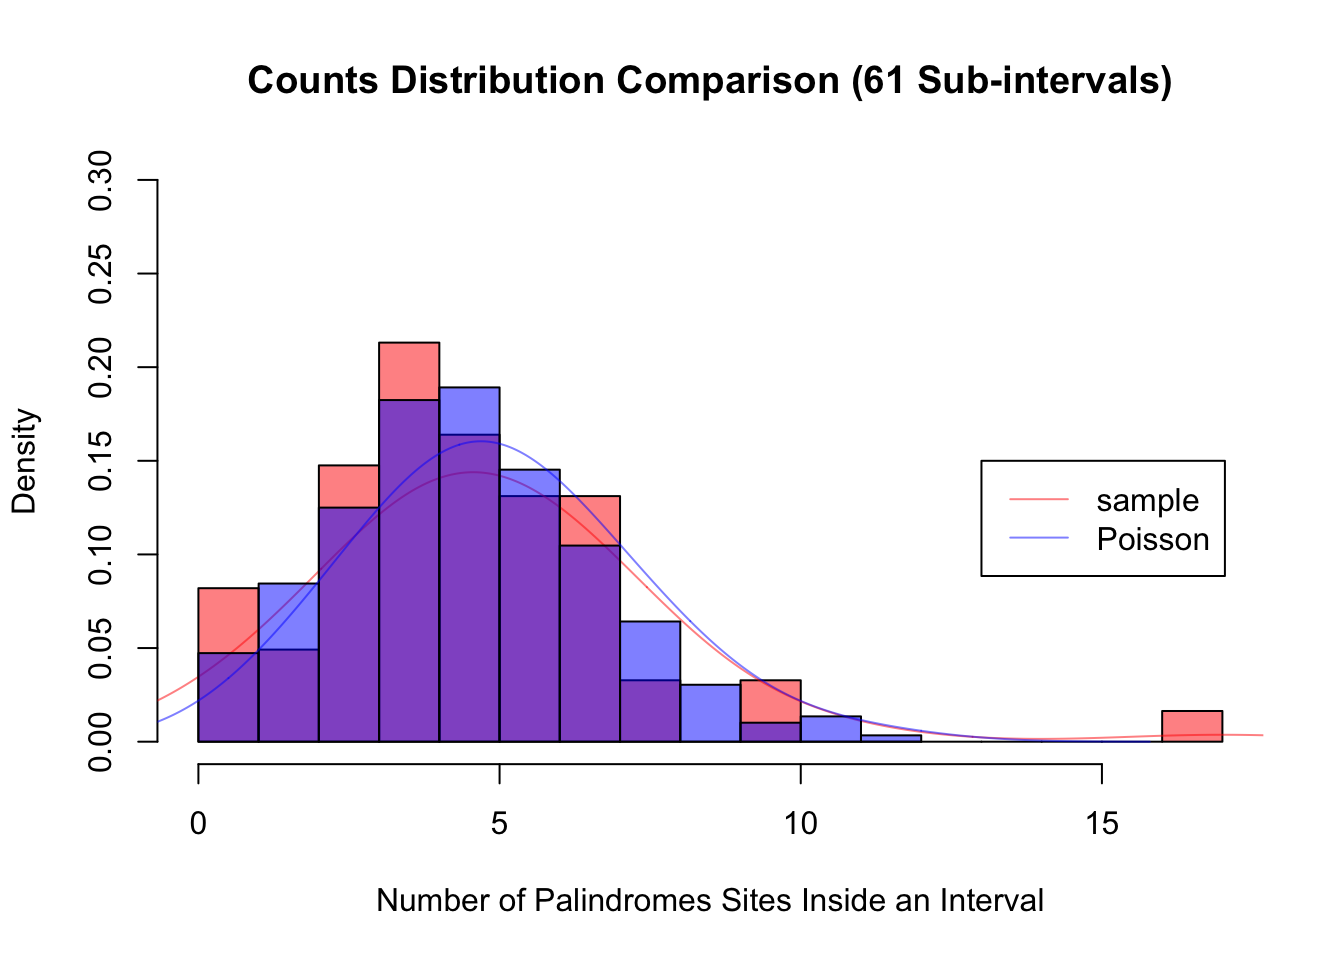 Counts Distribution Comparison (61 Sub-intervals)
0.30
0.25
0.20
0.15
0.10
0.05
0.00
Density
sample
Poisson
0 5 10 15
Number of Palindromes Sites Inside an Interval